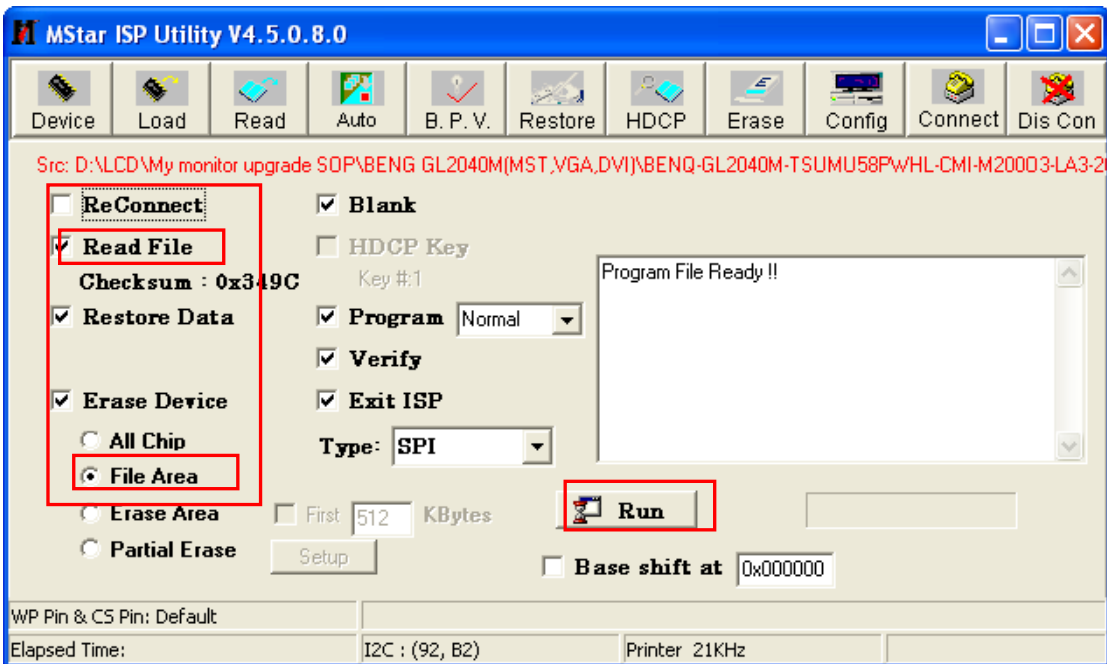 MStar ISP Utility V4.5.0.8.0
Device Load Read Auto B. P. V. Restore HDCP Erase Config Connect Dis Con
Src: D:\LCD\My monitor upgrade SOP\BENG GL2040M(MST,VGA,DVI)\BENQ-GL2040M-TSUMU58PWHL-CMI-M200O3-LA3-20
ReConnect Blank
Read File HDCP Key
Checksum : 0x349C Key #:1
Program File Ready !!
Restore Data Program Normal
Verify
Erase Device Exit ISP
All Chip Type: SPI
File Area
Erase Area First 512 KBytes Run
Partial Erase Setup Base shift at 0x000000
WP Pin & CS Pin: Default
Elapsed Time: I2C : (92, B2) Printer 21KHz